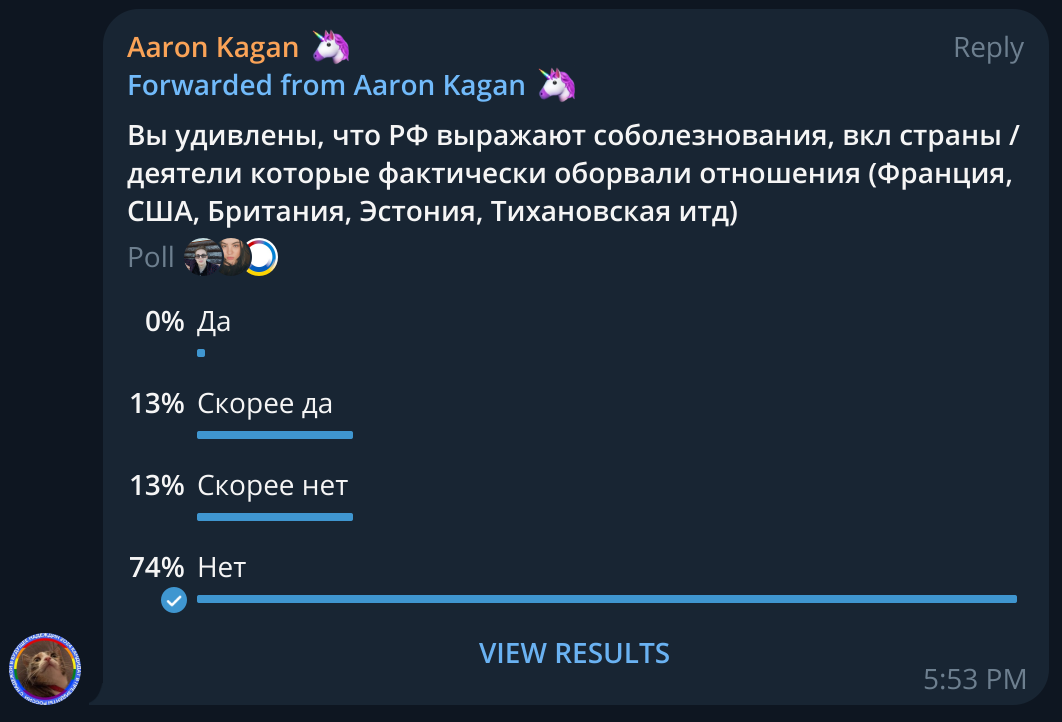 Aaron Kagan 🦄 Reply
Forwarded from Aaron Kagan 🦄
Вы удивлены, что РФ выражают соболезнования, вкл страны /
деятели которые фактически оборвали отношения (Франция,
США, Британия, Эстония, Тихановская итд)
Poll
0% Да
13% Скорее да
13% Скорее нет
74% Нет
VIEW RESULTS
5:53 PM